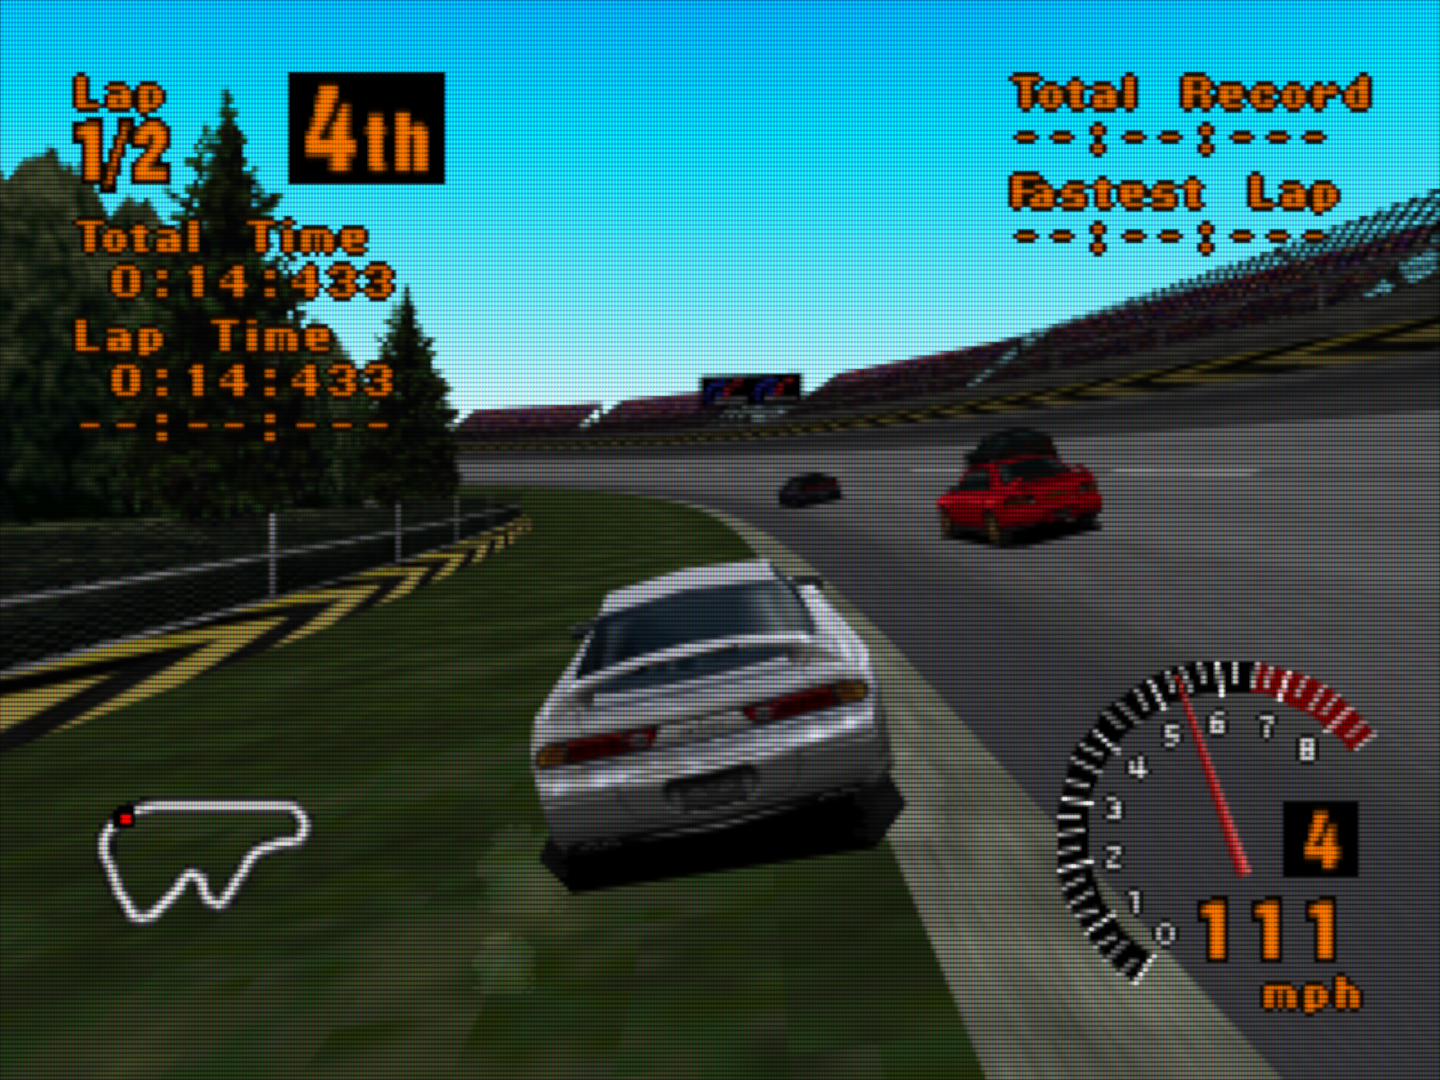 Lap
1/2
4th
Total Time
0:14:433
Lap Time
0:14:433
--:--:---
Total Record
--:--:---
Fastest Lap
--:--:---
8
7
6
5
4
3
2
1
0
4
111
mph